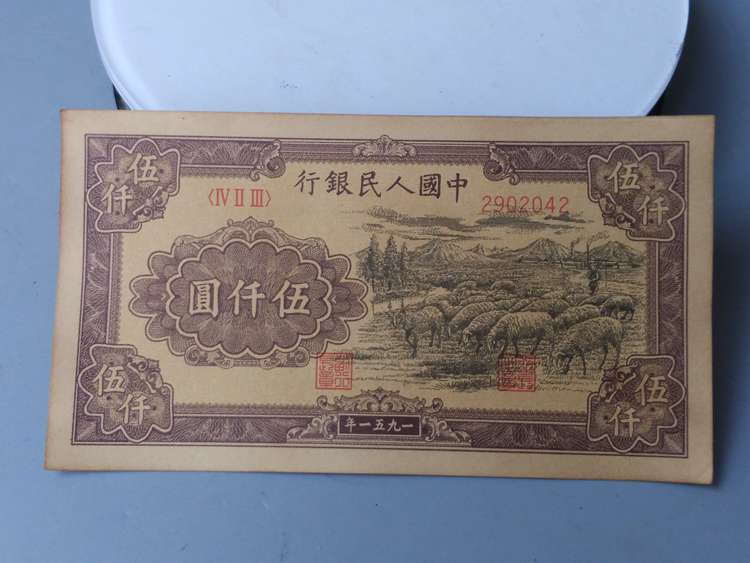 中國人民銀行
伍仟
伍仟
〈IV II III〉
2902042
伍仟圓
伍仟
伍仟
一九五一年